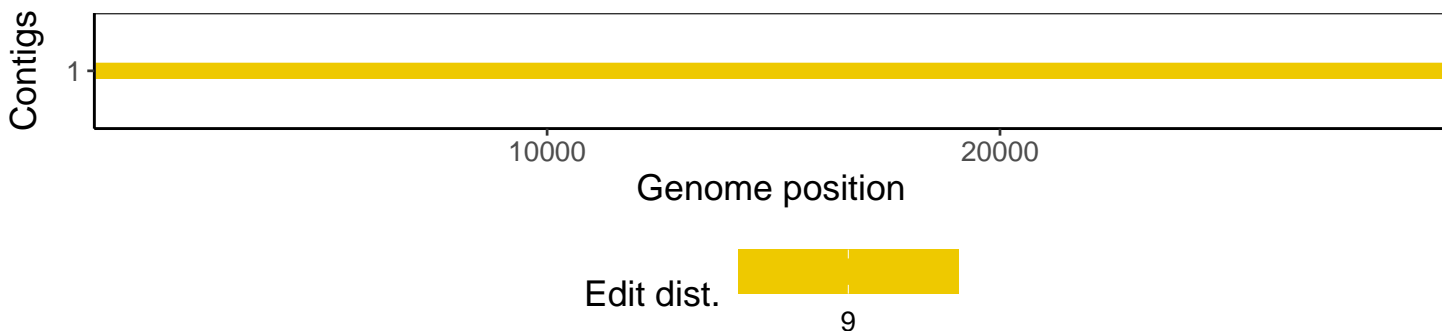 Contigs
1
10000 20000
Genome position
Edit dist.
9